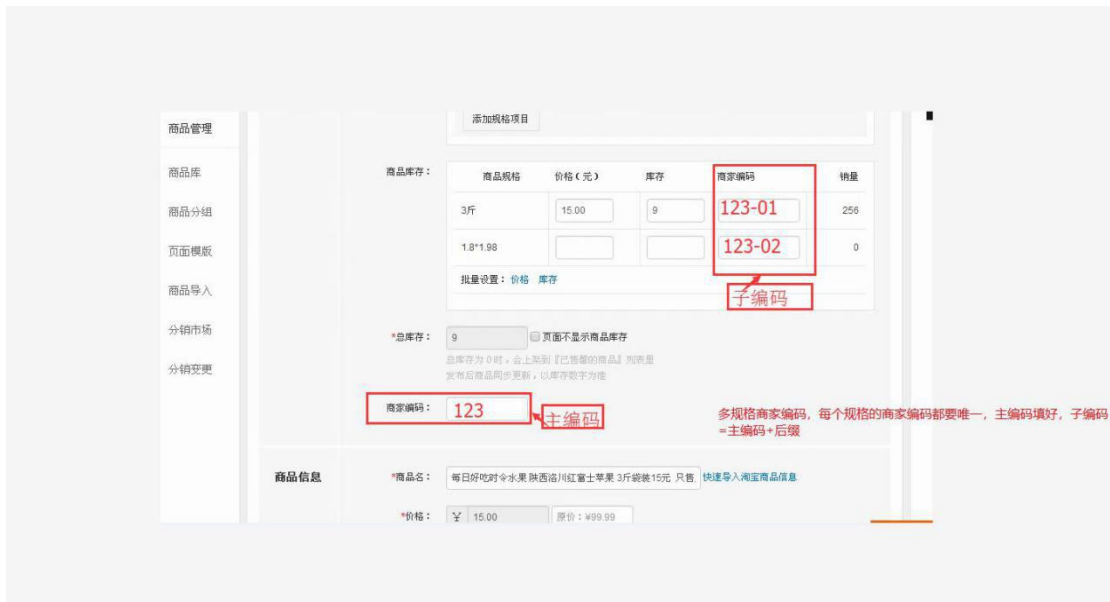 添加规格项目
商品管理
商品库
商品分组
页面模版
商品导入
分销市场
分销变更
商品库存：
商品规格 价格(元) 库存 商家编码 销量
3斤 15.00 9 123-01 256
1.8*1.98 123-02 0
批量设置： 价格 库存
子编码
*总库存： 9 页面不显示商品库存
总库存为 0 时，会上架到『已售罄的商品』列表里
发布后商品同步更新，以库存数字为准
商家编码： 123 主编码
多规格商家编码，每个规格的商家编码都要唯一，主编码填好，子编码
=主编码+后缀
商品信息 *商品名： 每日好吃时令水果 陕西洛川红富士苹果 3斤袋装15元 只售 快速导入淘宝商品信息
*价格： ￥ 15.00 原价：¥99.99